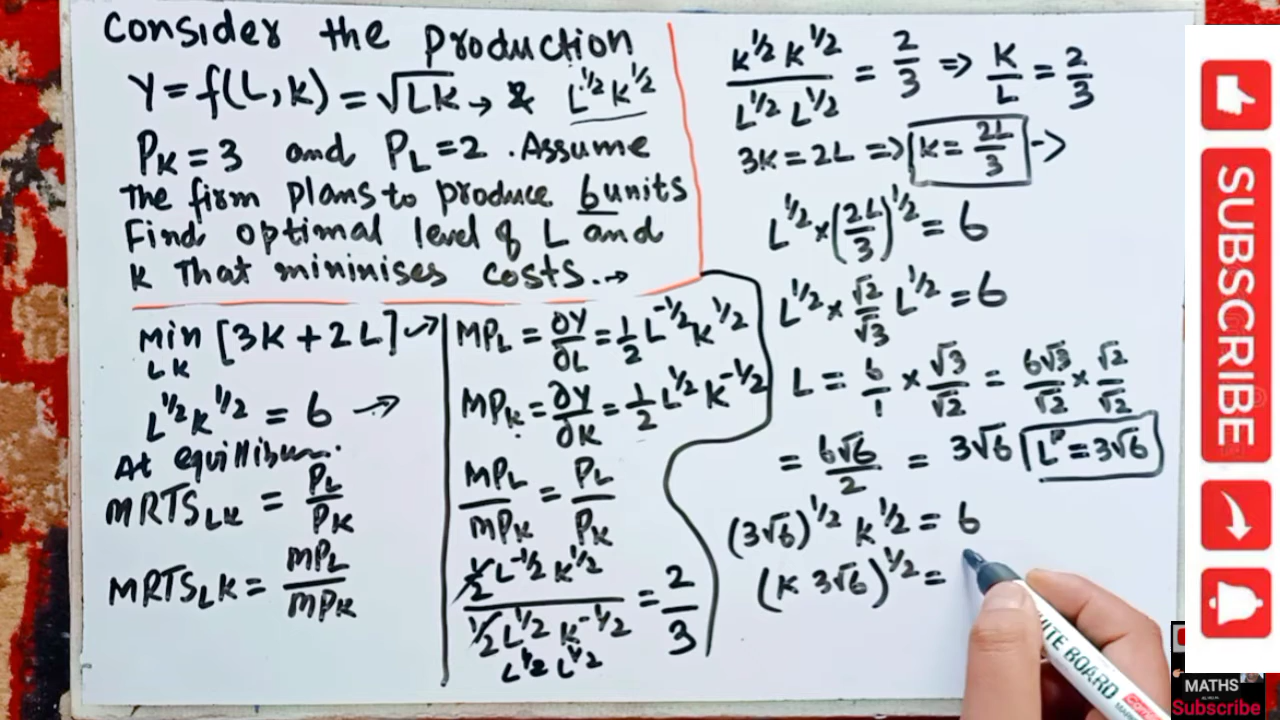 Consider the production
Y = f(L, K) = √LK → & L^1/2 K^1/2
PK = 3 and PL = 2 . Assume
The firm plans to produce 6 units
Find optimal level of L and
K That mininises costs. →
min [3K + 2L] →
L K
L^1/2 K^1/2 = 6 →
At equillibum.
MRTS_LK = PL/PK
MRTS_LK = MPL/MPK
MPL = ∂Y/∂L = 1/2 L^-1/2 K^1/2
MPK = ∂Y/∂K = 1/2 L^1/2 K^-1/2
MPL/MPK = PL/PK
1/2 L^-1/2 K^1/2 / 1/2 L^1/2 K^-1/2 = 2/3
L^1/2 L^1/2
K^1/2 K^1/2 / L^1/2 L^1/2 = 2/3 => K/L = 2/3
3K = 2L => K = 2L/3 →
L^1/2 × (2L/3)^1/2 = 6
L^1/2 × √2/√3 L^1/2 = 6
L = 6/1 × √3/√2 = 6√3/√2 × √2/√2
= 6√6/2 = 3√6 L* = 3√6
(3√6)^1/2 K^1/2 = 6
(K 3√6)^1/2 =
WHITE BOARD
SUBSCRIBE
MATHS
Subscribe